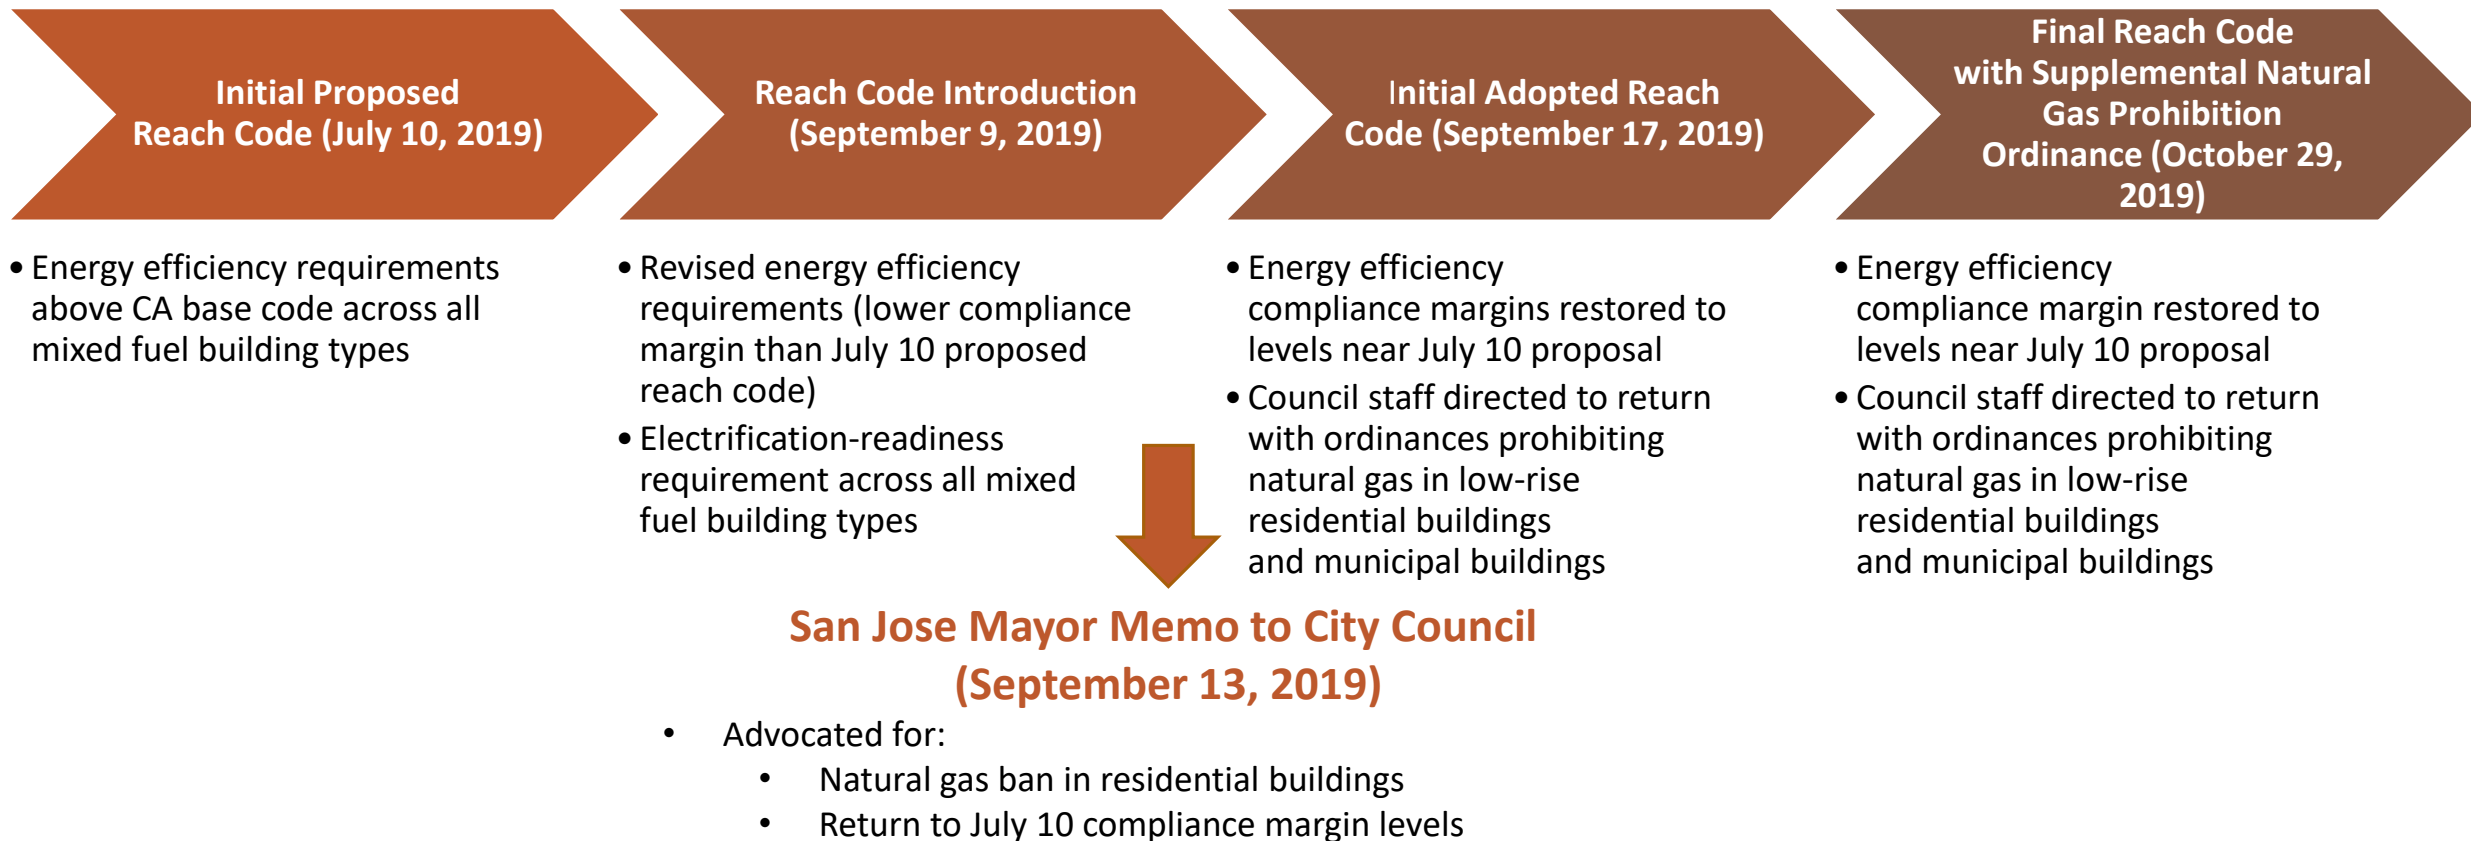 Initial Proposed
Reach Code (July 10, 2019)
• Energy efficiency requirements
above CA base code across all
mixed fuel building types
Reach Code Introduction
(September 9, 2019)
• Revised energy efficiency
requirements (lower compliance
margin than July 10 proposed
reach code)
• Electrification-readiness
requirement across all mixed
fuel building types
Initial Adopted Reach
Code (September 17, 2019)
• Energy efficiency
compliance margins restored to
levels near July 10 proposal
• Council staff directed to return
with ordinances prohibiting
natural gas in low-rise
residential buildings
and municipal buildings
Final Reach Code
with Supplemental Natural
Gas Prohibition
Ordinance (October 29,
2019)
• Energy efficiency
compliance margin restored to
levels near July 10 proposal
• Council staff directed to return
with ordinances prohibiting
natural gas in low-rise
residential buildings
and municipal buildings
San Jose Mayor Memo to City Council
(September 13, 2019)
• Advocated for:
• Natural gas ban in residential buildings
• Return to July 10 compliance margin levels